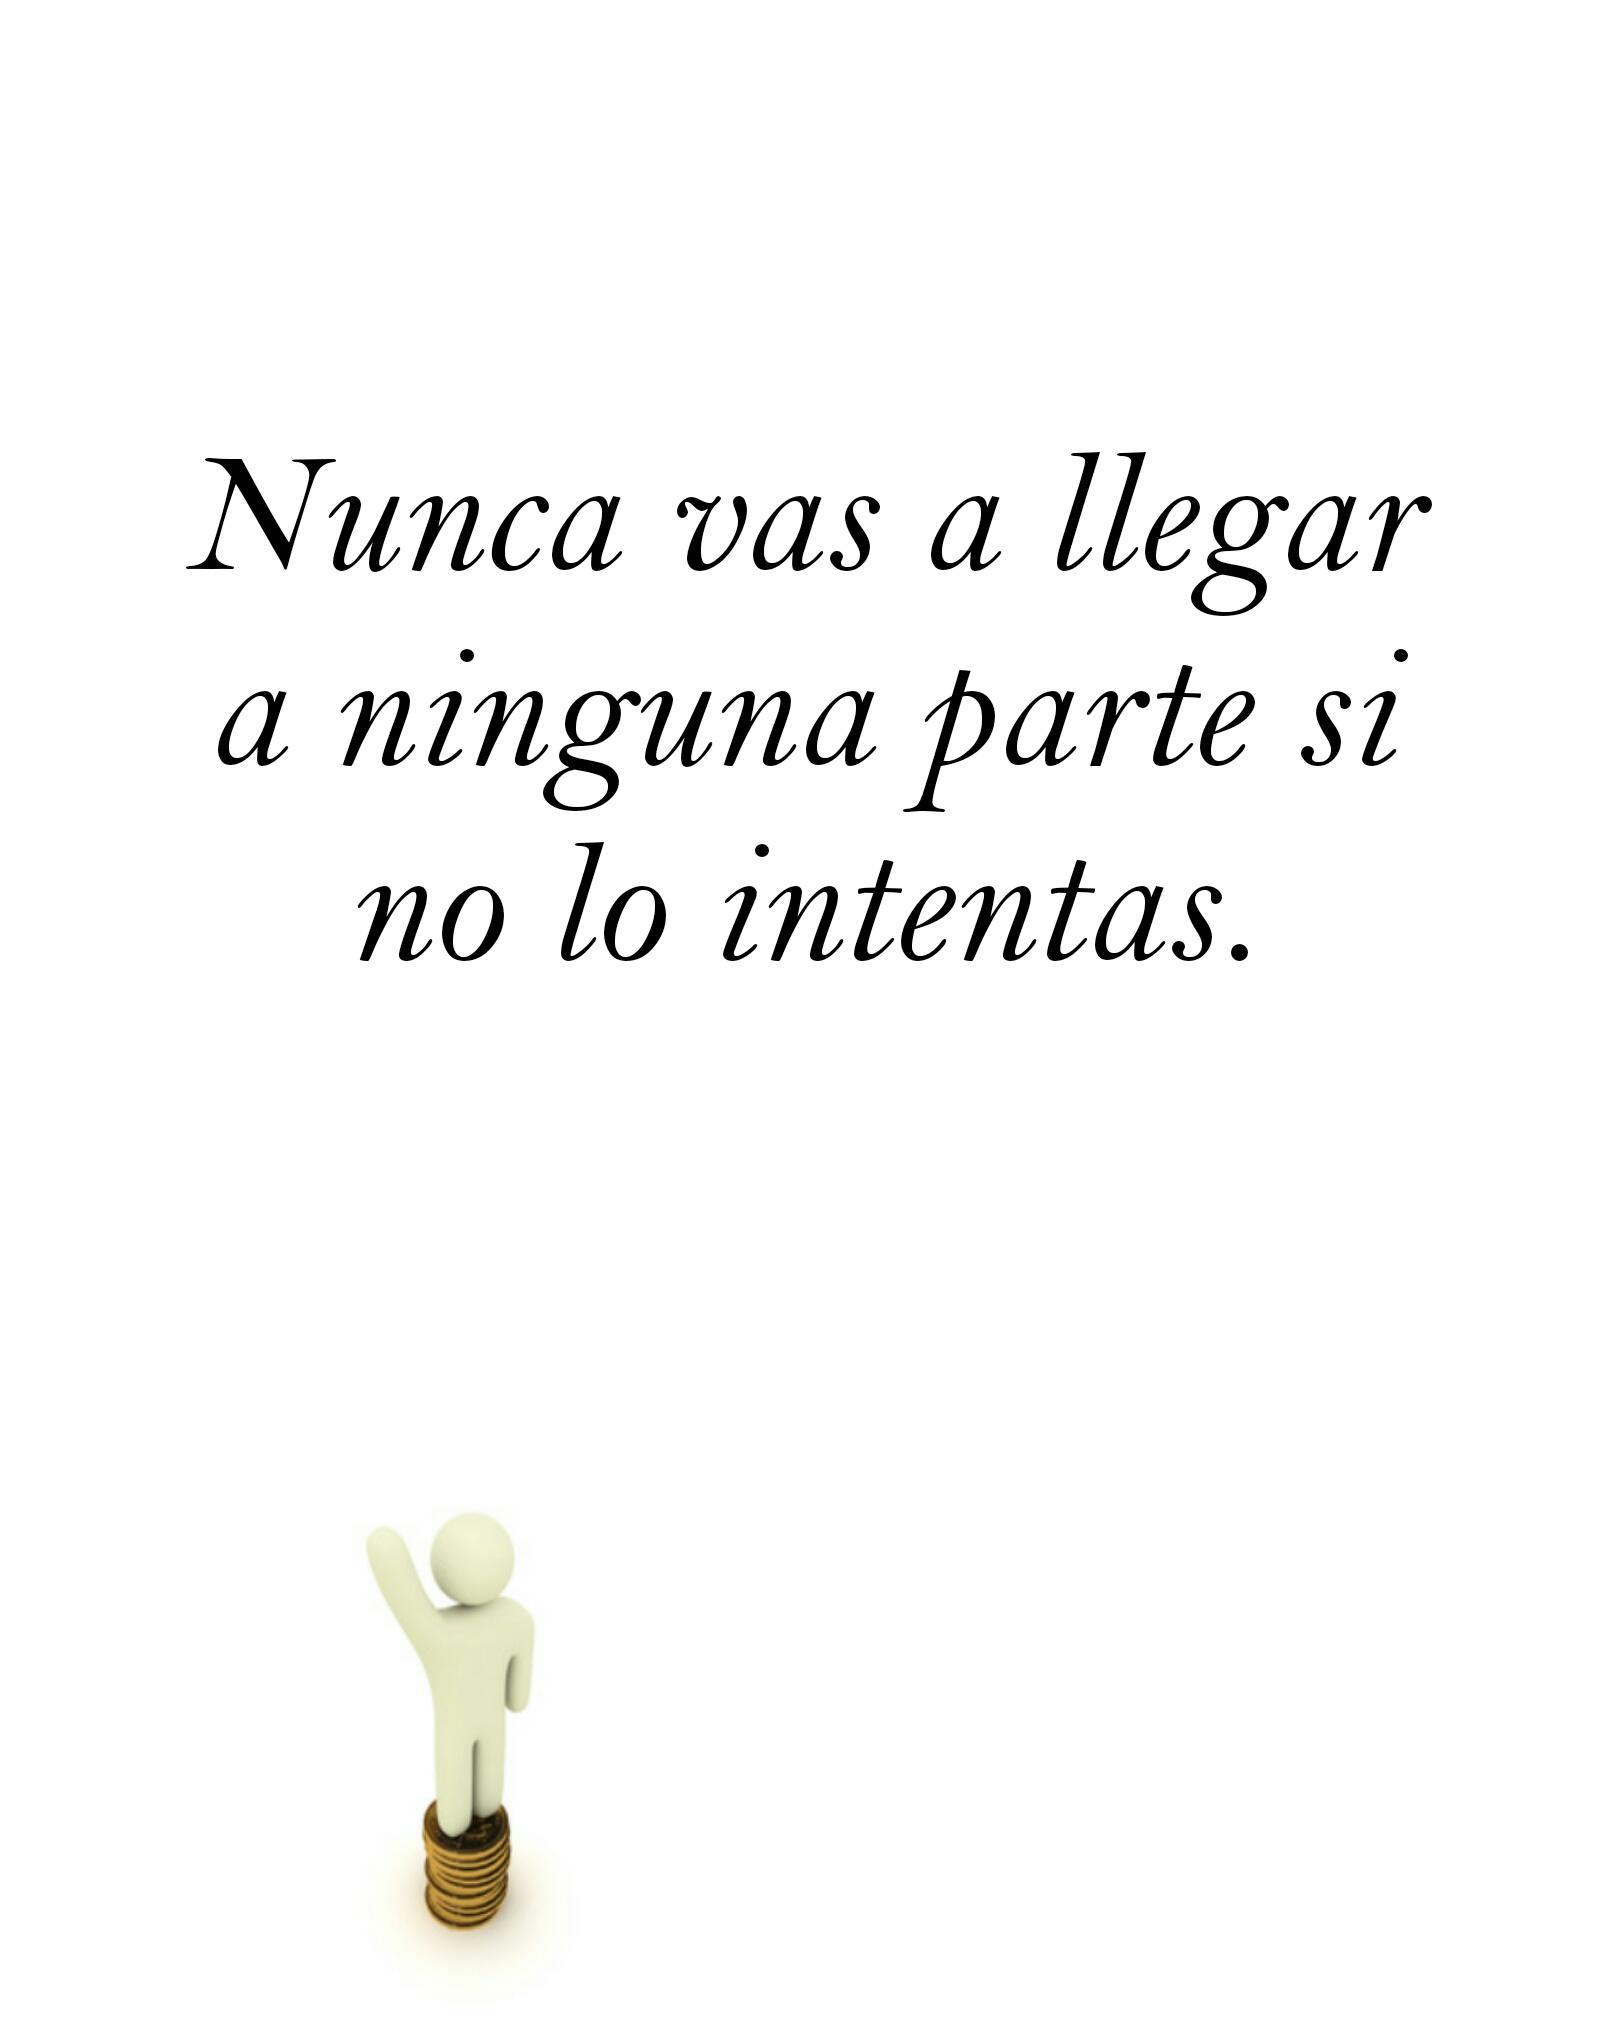 Nunca vas a llegar
a ninguna parte si
no lo intentas.